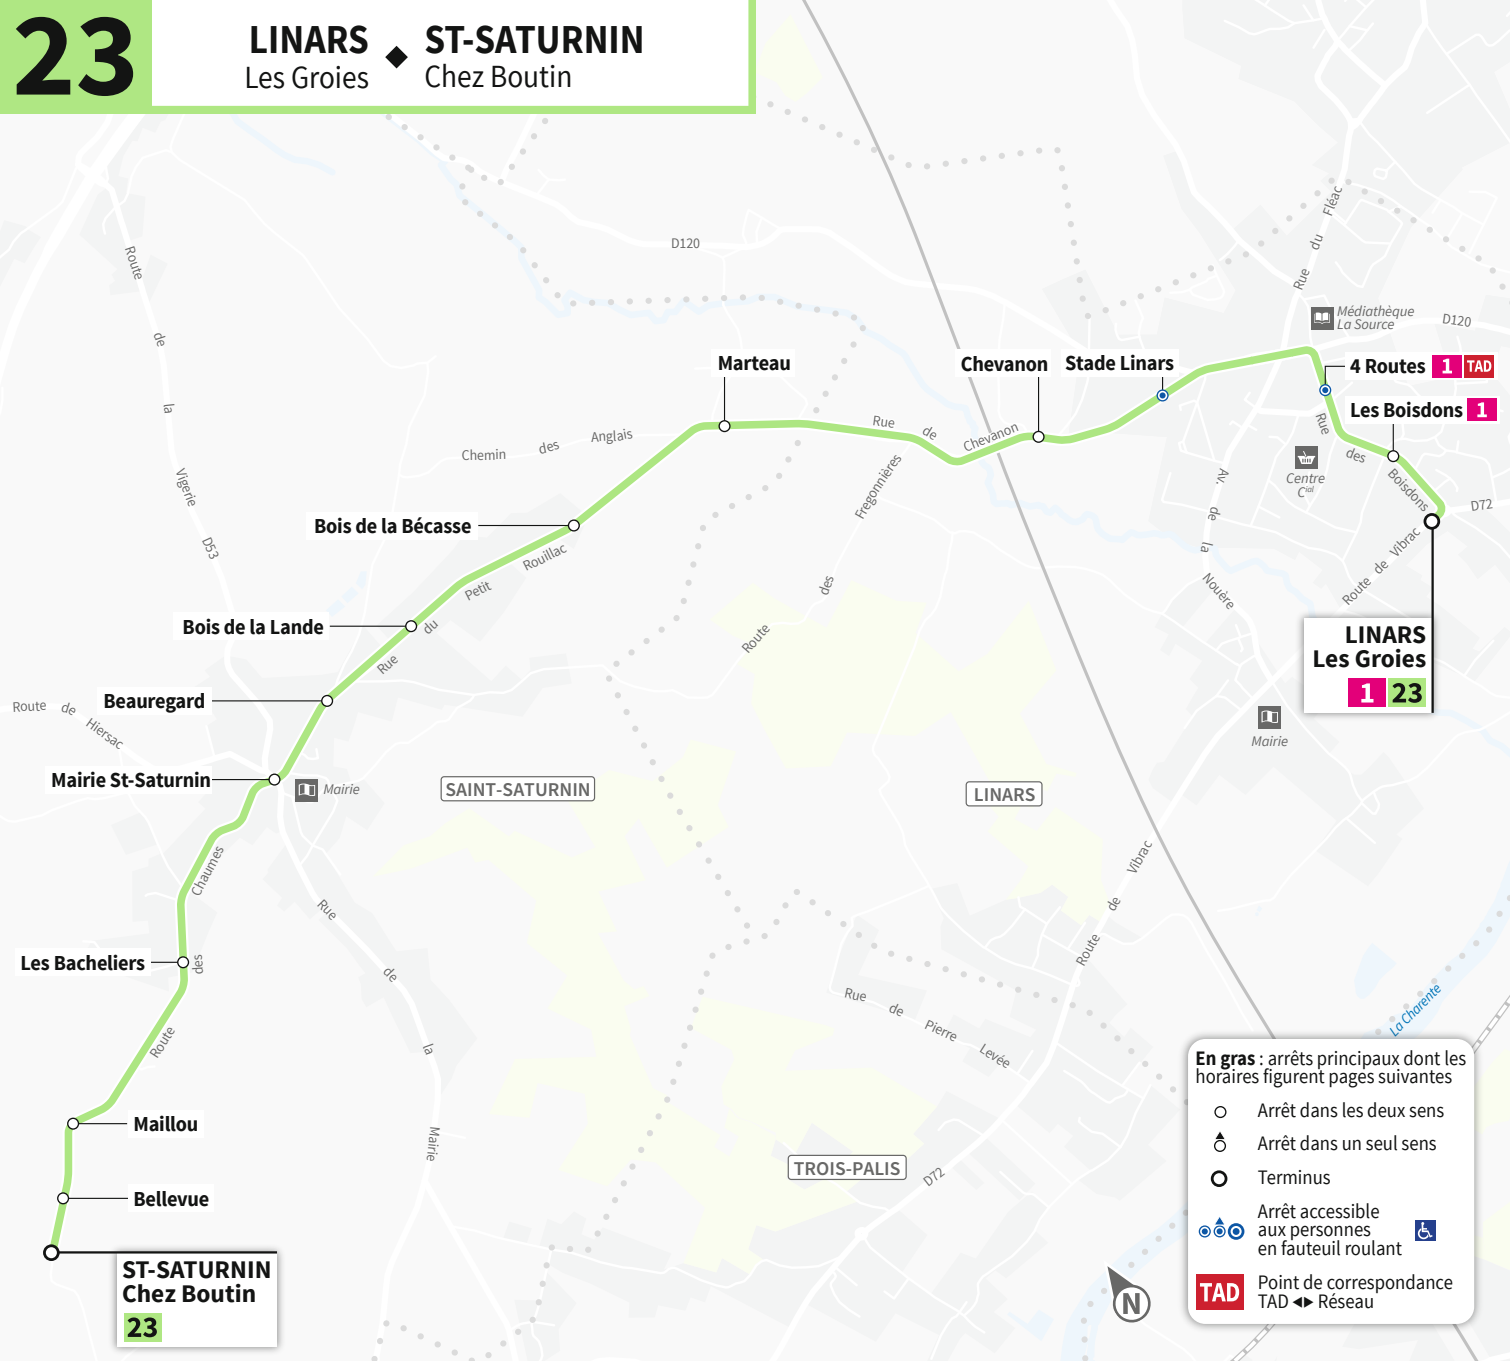 23
LINARS
Les Groies
ST-SATURNIN
Chez Boutin
Route de la Vigerie
D53
D120
Rue du Fléac
Médiathèque
La Source
D120
Marteau
Chevanon
Stade Linars
4 Routes 1 TAD
Les Boisdons 1
Rue des Boisdons
D72
Chemin des Anglais
Rue de Chevanon
Route des Fregonnières
Centre
Cial
Av. de la Nouère
Route de Vibrac
Bois de la Bécasse
Rue du Petit Rouillac
Bois de la Lande
LINARS
Les Groies
1 23
Beauregard
Route de Hiersac
Mairie
Mairie St-Saturnin
Mairie
SAINT-SATURNIN
LINARS
Route des Chaumes
Rue de la Mairie
Route de Vibrac
Les Bacheliers
Rue de Pierre Levée
La Charente
Maillou
TROIS-PALIS
D72
Bellevue
ST-SATURNIN
Chez Boutin
23
N
En gras : arrêts principaux dont les
horaires figurent pages suivantes
Arrêt dans les deux sens
Arrêt dans un seul sens
Terminus
Arrêt accessible
aux personnes
en fauteuil roulant
TAD
Point de correspondance
TAD ◂▸ Réseau